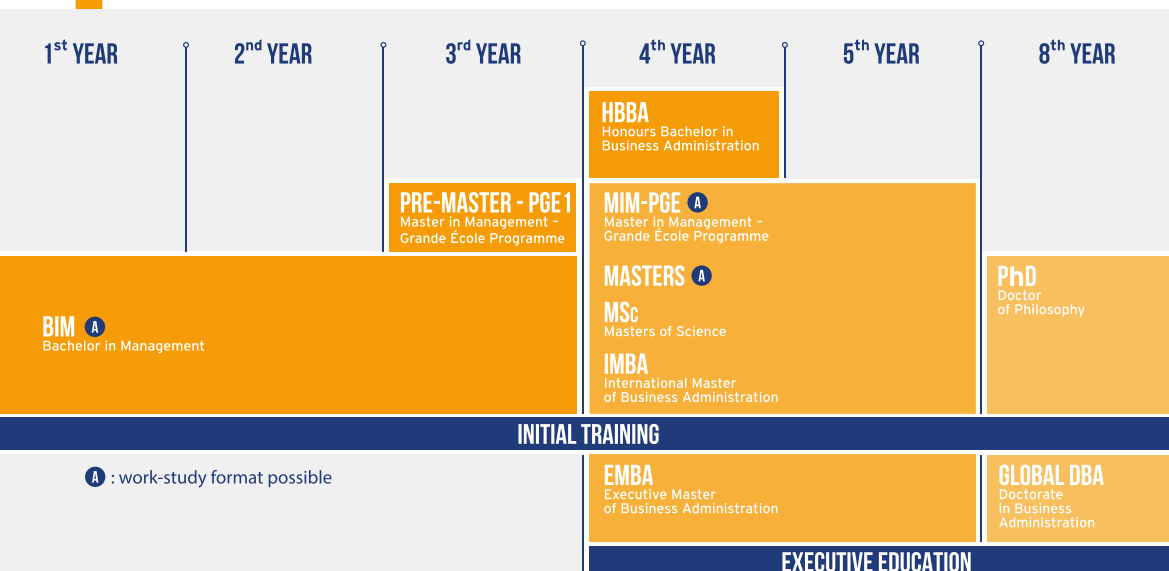 1st YEAR
2nd YEAR
3rd YEAR
4th YEAR
5th YEAR
8th YEAR
HBBA
Honours Bachelor in
Business Administration
PRE-MASTER - PGE1
Master in Management –
Grande École Programme
MIM-PGE A
Master in Management –
Grande École Programme
MASTERS A
MSc
Masters of Science
IMBA
International Master
of Business Administration
PhD
Doctor
of Philosophy
BIM A
Bachelor in Management
INITIAL TRAINING
A : work-study format possible
EMBA
Executive Master
of Business Administration
GLOBAL DBA
Doctorate
in Business
Administration
EXECUTIVE EDUCATION